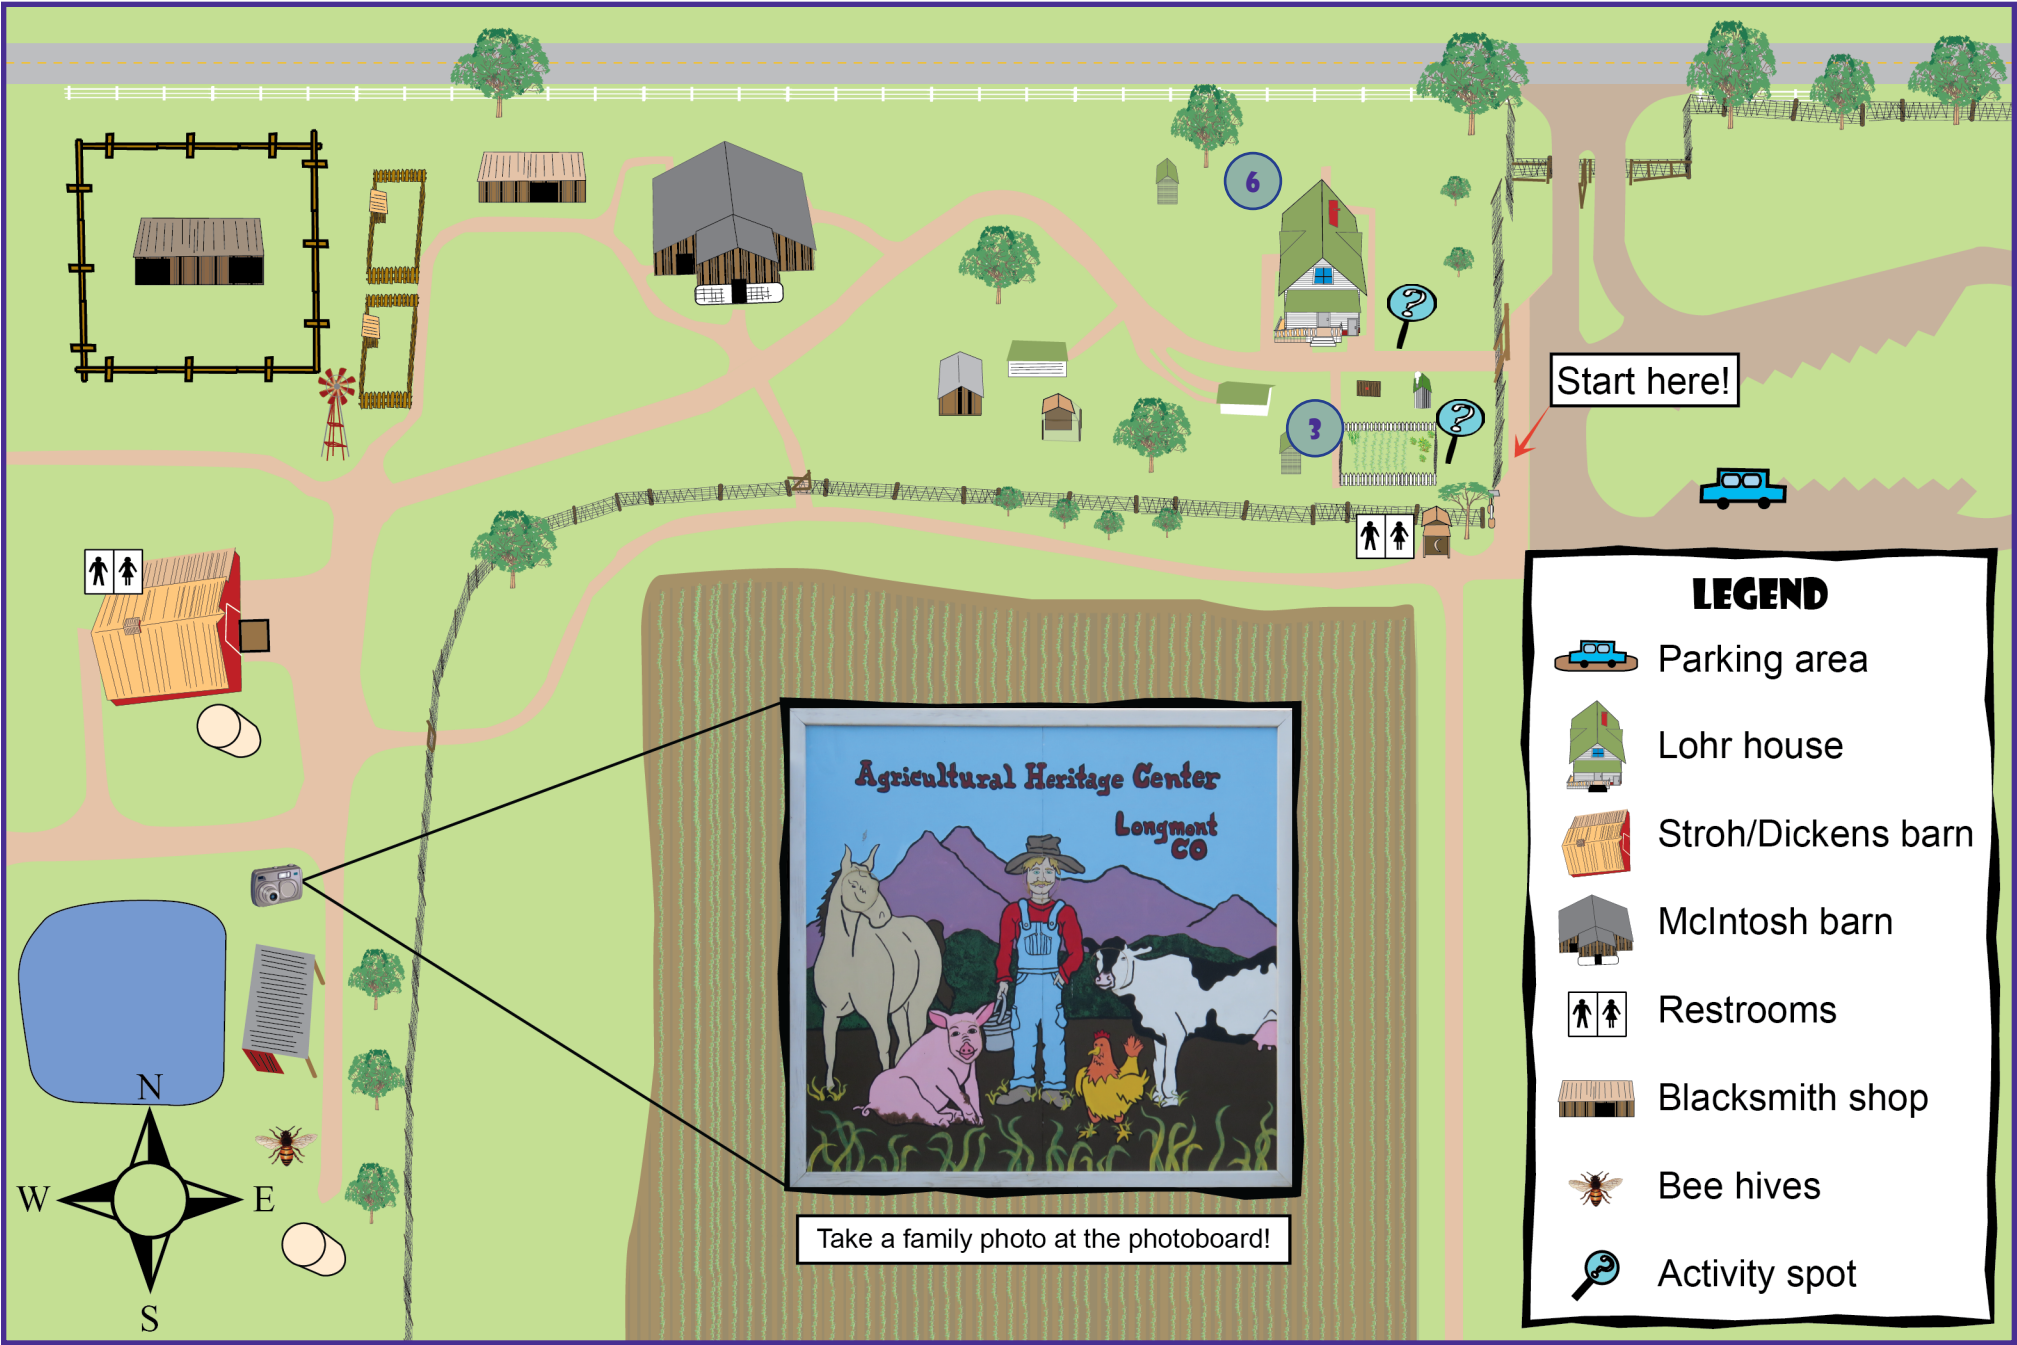 6
3
Start here!
LEGEND
Parking area
Lohr house
Stroh/Dickens barn
McIntosh barn
Restrooms
Blacksmith shop
Bee hives
Activity spot
Agricultural Heritage Center
Longmont
CO
Take a family photo at the photoboard!
N
W
E
S